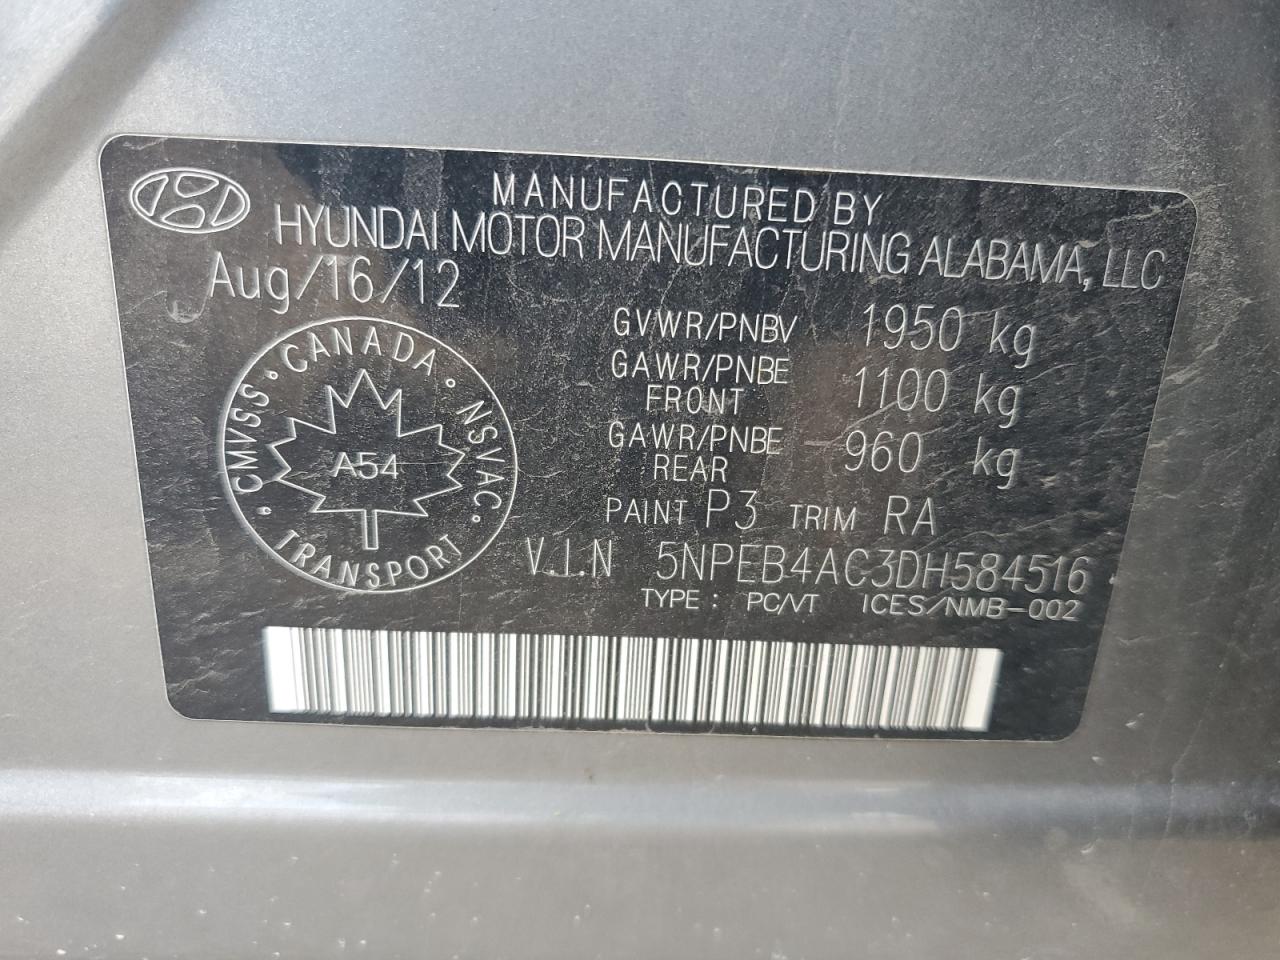 MANUFACTURED BY
HYUNDAI MOTOR MANUFACTURING ALABAMA, LLC
Aug/16/12
GVWR/PNBV 1950 kg
GAWR/PNBE
FRONT 1100 kg
GAWR/PNBE
REAR 960 kg
CMVSS · CANADA · NSVAC · TRANSPORT ·
A54
PAINT P3 TRIM RA
V.I.N 5NPEB4AC3DH584516
TYPE : PC/VT ICES/NMB-002